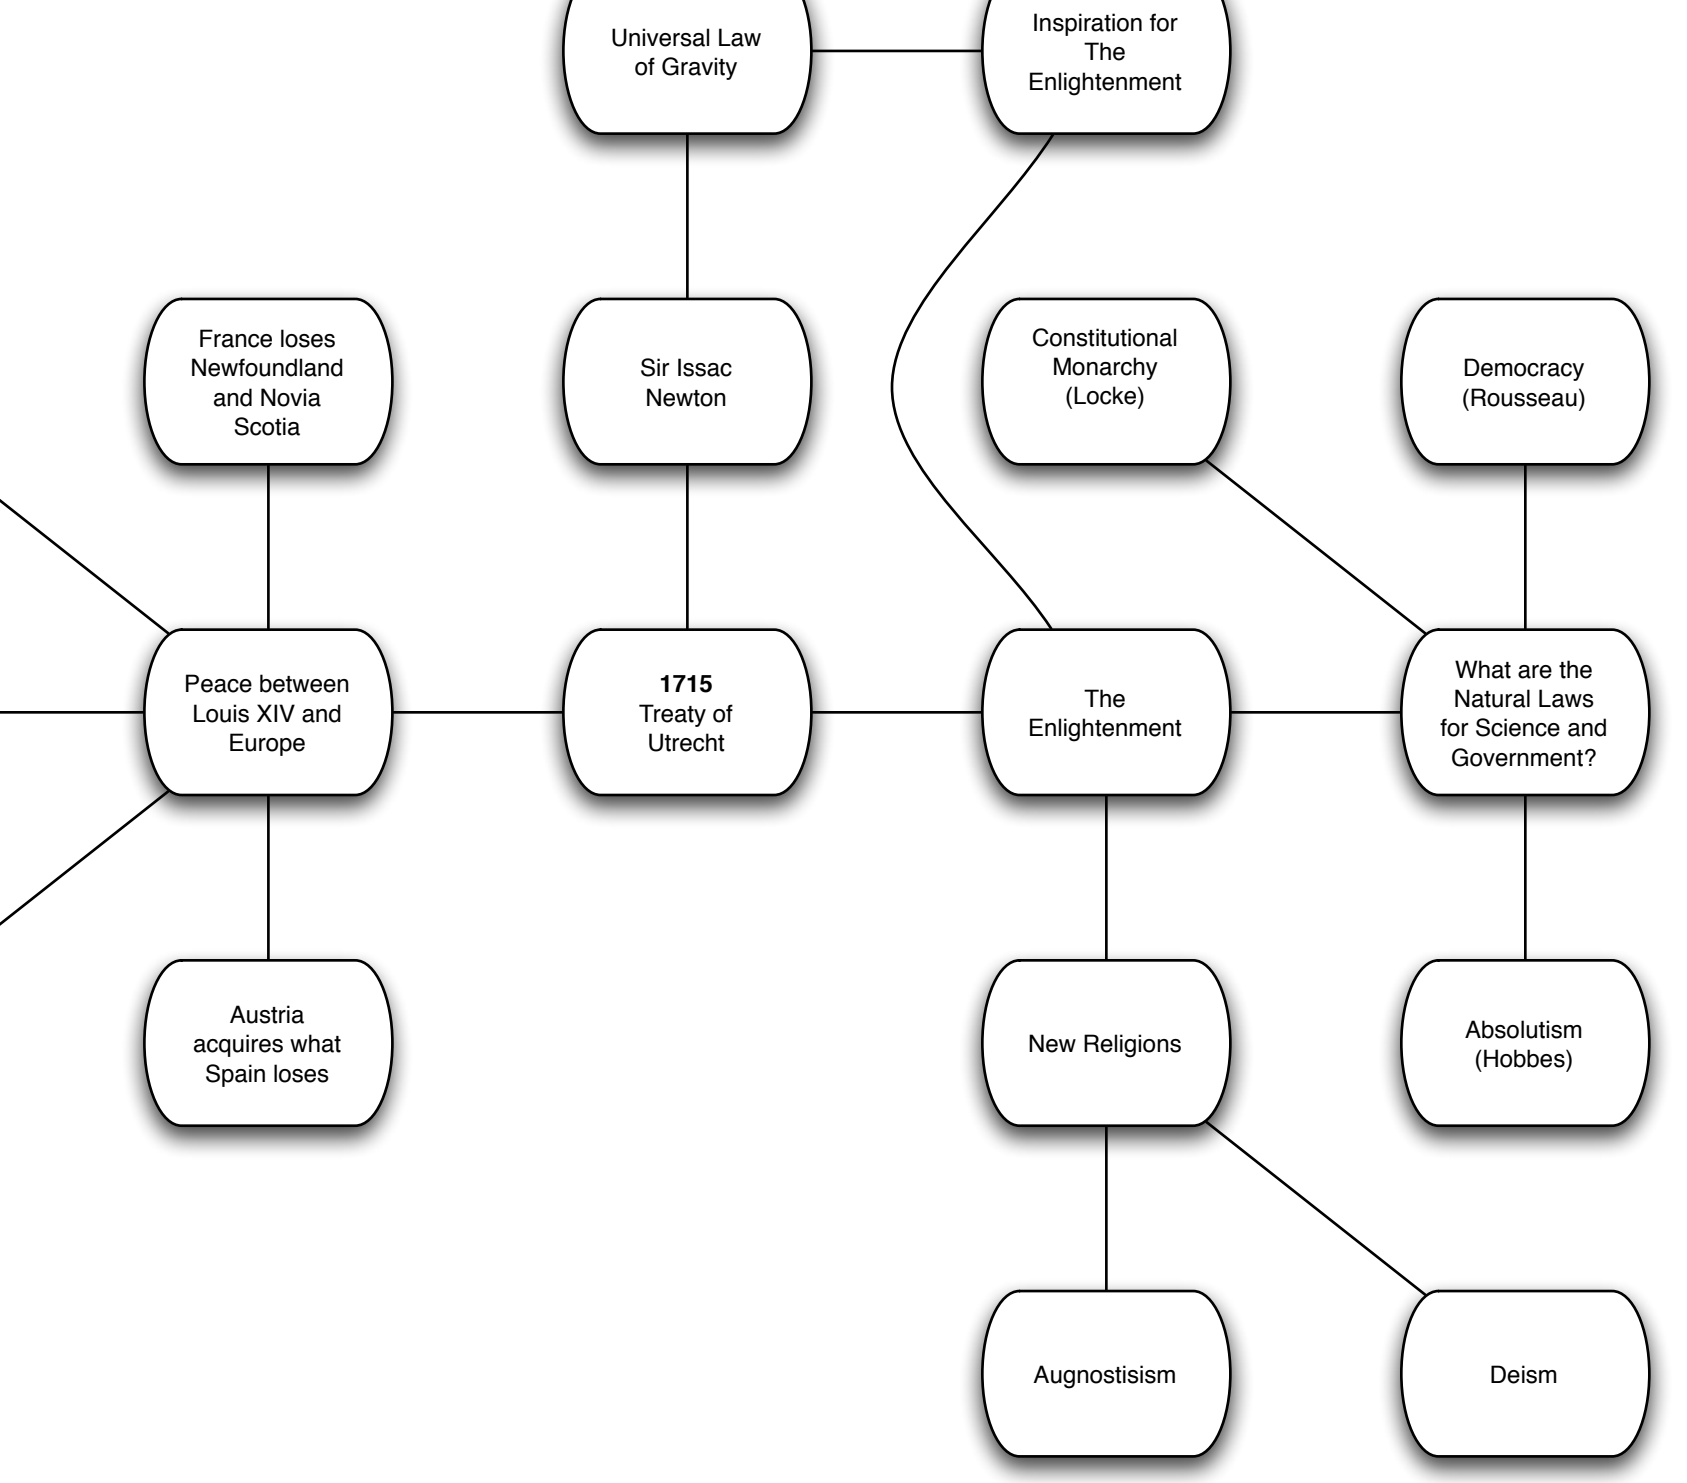 Universal Law
of Gravity
Inspiration for
The
Enlightenment
France loses
Newfoundland
and Novia
Scotia
Sir Issac
Newton
Constitutional
Monarchy
(Locke)
Democracy
(Rousseau)
Peace between
Louis XIV and
Europe
1715
Treaty of
Utrecht
The
Enlightenment
What are the
Natural Laws
for Science and
Government?
Austria
acquires what
Spain loses
New Religions
Absolutism
(Hobbes)
Augnostisism
Deism